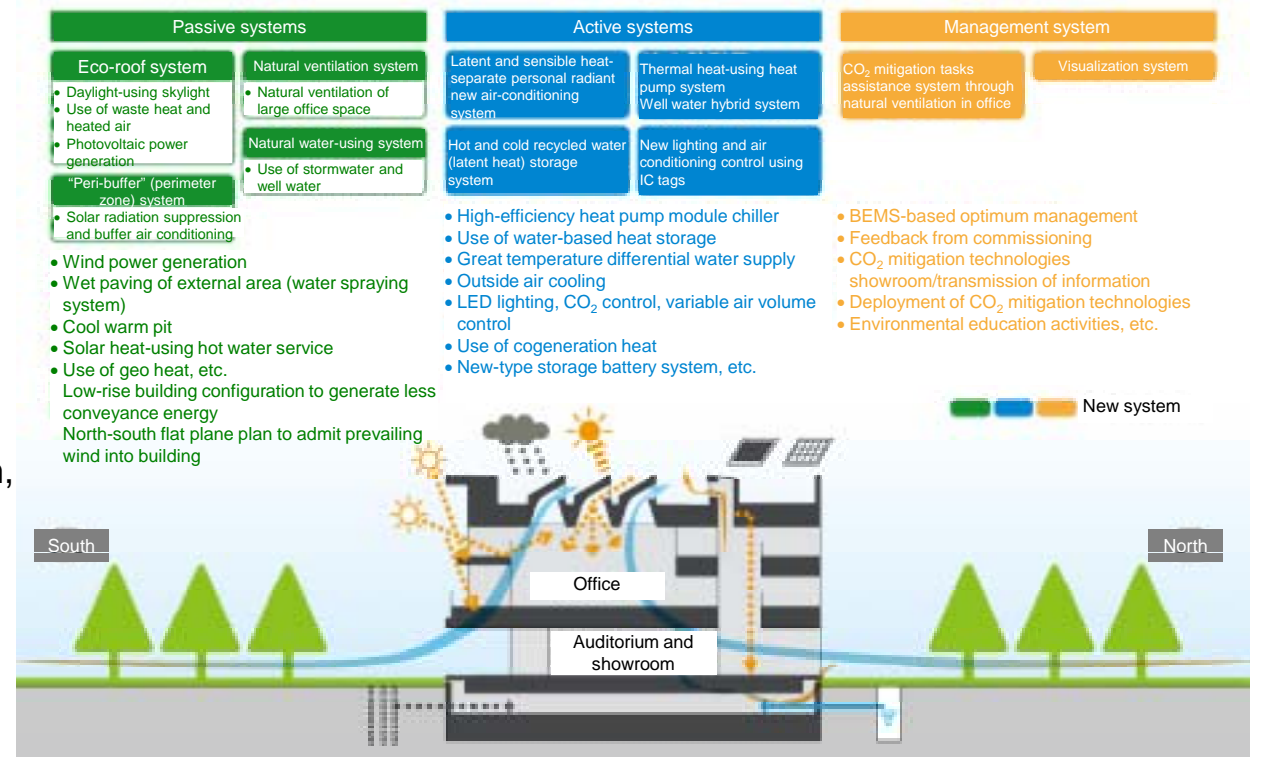 Passive systems
Active systems
Management system
Eco-roof system
• Daylight-using skylight
• Use of waste heat and
heated air
• Photovoltaic power
generation
Natural ventilation system
• Natural ventilation of
large office space
Natural water-using system
• Use of stormwater and
well water
"Peri-buffer" (perimeter
zone) system
• Solar radiation suppression
and buffer air conditioning
• Wind power generation
• Wet paving of external area (water spraying
system)
• Cool warm pit
• Solar heat-using hot water service
• Use of geo heat, etc.
Low-rise building configuration to generate less
conveyance energy
North-south flat plane plan to admit prevailing
wind into building
Latent and sensible heat-
separate personal radiant
new air-conditioning
system
Thermal heat-using heat
pump system
Well water hybrid system
Hot and cold recycled water
(latent heat) storage
system
New lighting and air
conditioning control using
IC tags
• High-efficiency heat pump module chiller
• Use of water-based heat storage
• Great temperature differential water supply
• Outside air cooling
• LED lighting, CO2 control, variable air volume
control
• Use of cogeneration heat
• New-type storage battery system, etc.
CO2 mitigation tasks
assistance system through
natural ventilation in office
Visualization system
• BEMS-based optimum management
• Feedback from commissioning
• CO2 mitigation technologies
showroom/transmission of information
• Deployment of CO2 mitigation technologies
• Environmental education activities, etc.
New system
South
North
Office
Auditorium and
showroom